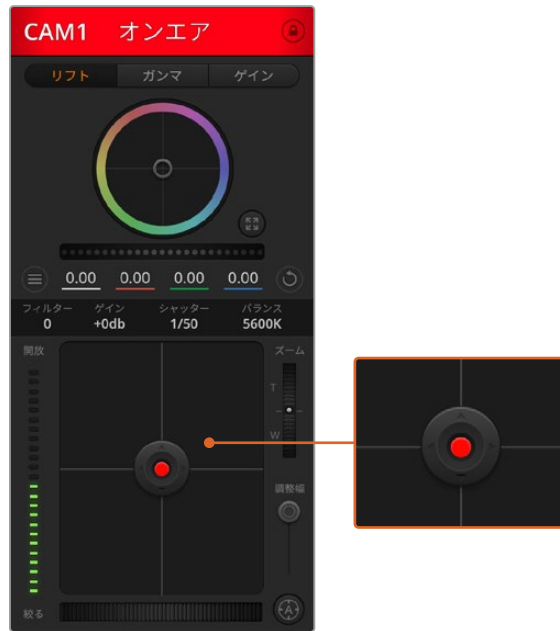 CAM1 オンエア
リフト ガンマ ゲイン
0.00 0.00 0.00 0.00
フィルター ゲイン シャッター バランス
0 +0db 1/50 5600K
開放 ズーム
T
W
調整幅
絞る A